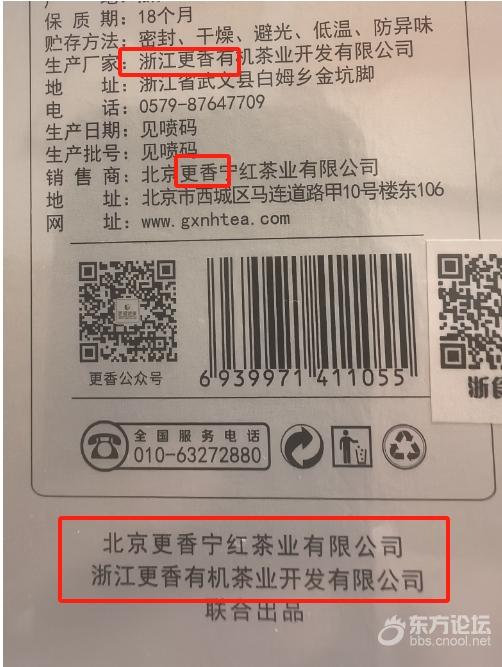 保 质 期：18个月
贮存方法：密封、干燥、避光、低温、防异味
生产厂家：浙江更香有机茶业开发有限公司
地 址：浙江省武义县白姆乡金坑脚
电 话：0579-87647709
生产日期：见喷码
生产批号：见喷码
销 售 商：北京更香宁红茶业有限公司
地 址：北京市西城区马连道路甲10号楼东106
网 址：www.gxnhtea.com
更香公众号
6 939971 411055
浙食
全国服务电话
010-63272880
北京更香宁红茶业有限公司
浙江更香有机茶业开发有限公司
联合出品
东方论坛
bbs.cnool.net